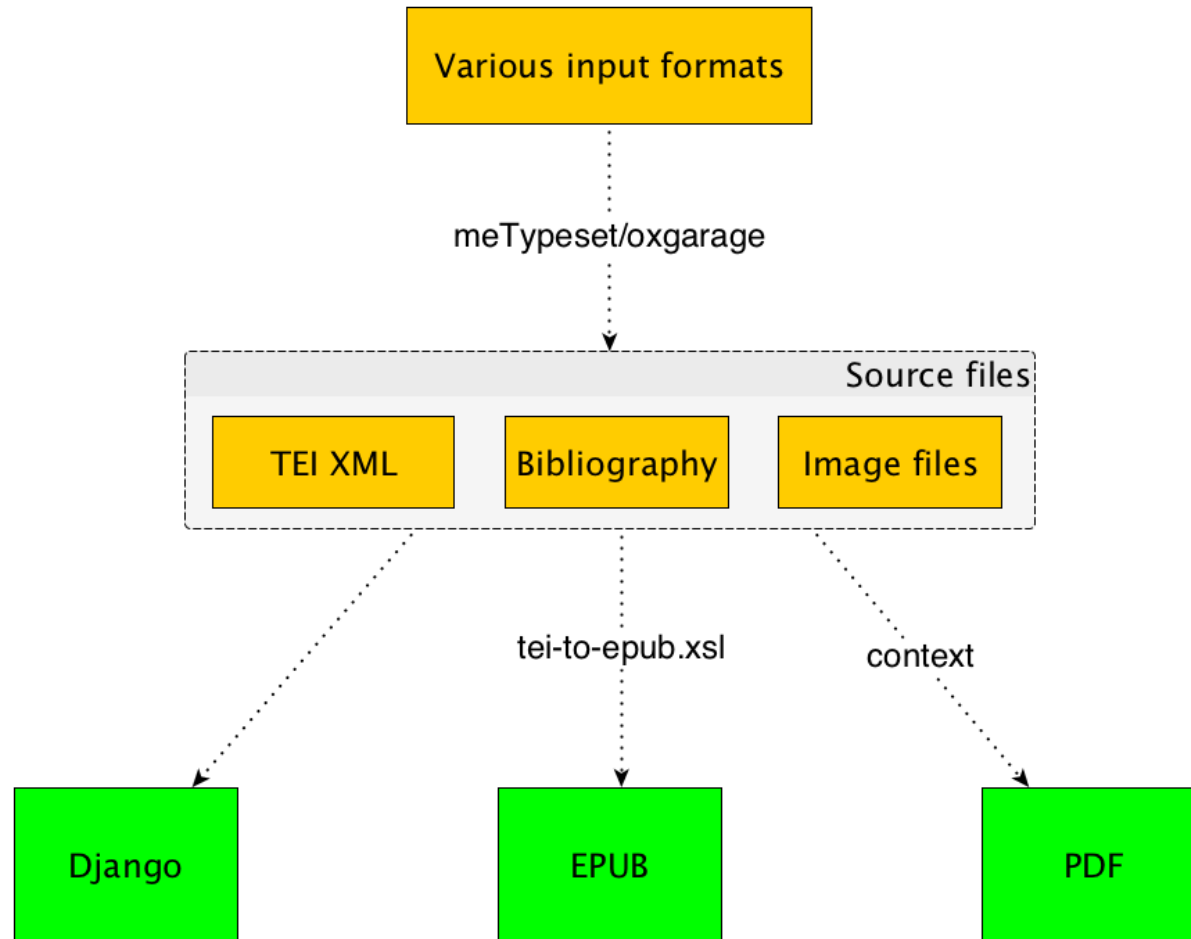 Various input formats
meTypeset/oxgarage
Source files
TEI XML
Bibliography
Image files
tei-to-epub.xsl
context
Django
EPUB
PDF